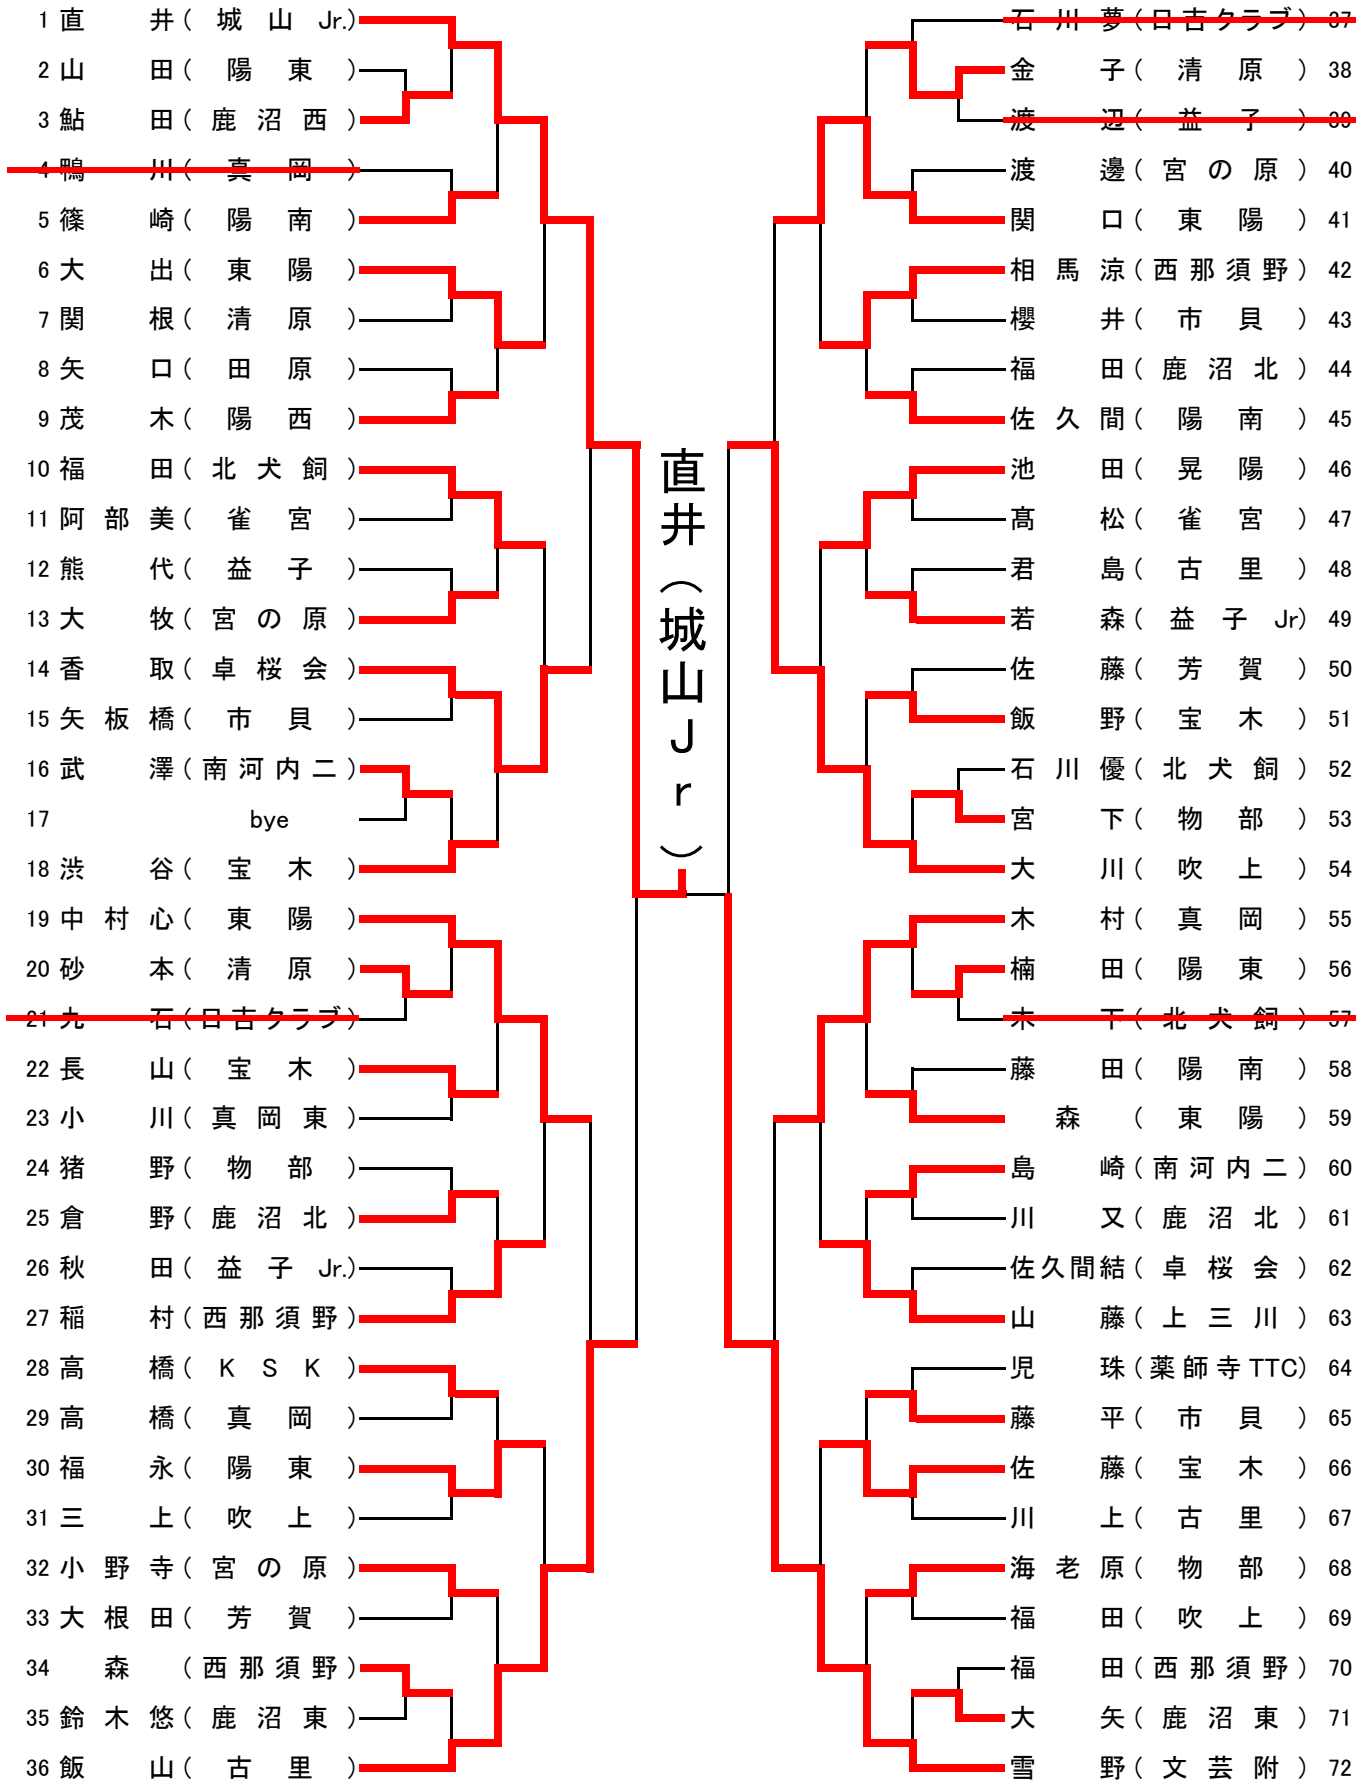 1 直井(城山Jr.)
2 山田(陽東)
3 鮎田(鹿沼西)
4 鴨川(真岡)
5 篠崎(陽南)
6 大出(東陽)
7 関根(清原)
8 矢口(田原)
9 茂木(陽西)
10 福田(北犬飼)
11 阿部美(雀宮)
12 熊代(益子)
13 大牧(宮の原)
14 香取(卓桜会)
15 矢板橋(市貝)
16 武澤(南河内二)
17 bye
18 渋谷(宝木)
19 中村心(東陽)
20 砂本(清原)
21 九石(日吉クラブ)
22 長山(宝木)
23 小川(真岡東)
24 猪野(物部)
25 倉野(鹿沼北)
26 秋田(益子Jr.)
27 稲村(西那須野)
28 高橋(KSK)
29 高橋(真岡)
30 福永(陽東)
31 三上(吹上)
32 小野寺(宮の原)
33 大根田(芳賀)
34 森(西那須野)
35 鈴木悠(鹿沼東)
36 飯山(古里)
直井(城山Jr)
石川夢(日吉クラブ) 37
金子(清原) 38
渡辺(益子) 39
渡邊(宮の原) 40
関口(東陽) 41
相馬涼(西那須野) 42
櫻井(市貝) 43
福田(鹿沼北) 44
佐久間(陽南) 45
池田(晃陽) 46
髙松(雀宮) 47
君島(古里) 48
若森(益子Jr) 49
佐藤(芳賀) 50
飯野(宝木) 51
石川優(北犬飼) 52
宮下(物部) 53
大川(吹上) 54
木村(真岡) 55
楠田(陽東) 56
木下(北犬飼) 57
藤田(陽南) 58
森(東陽) 59
島崎(南河内二) 60
川又(鹿沼北) 61
佐久間結(卓桜会) 62
山藤(上三川) 63
児珠(薬師寺TTC) 64
藤平(市貝) 65
佐藤(宝木) 66
川上(古里) 67
海老原(物部) 68
福田(吹上) 69
福田(西那須野) 70
大矢(鹿沼東) 71
雪野(文芸附) 72